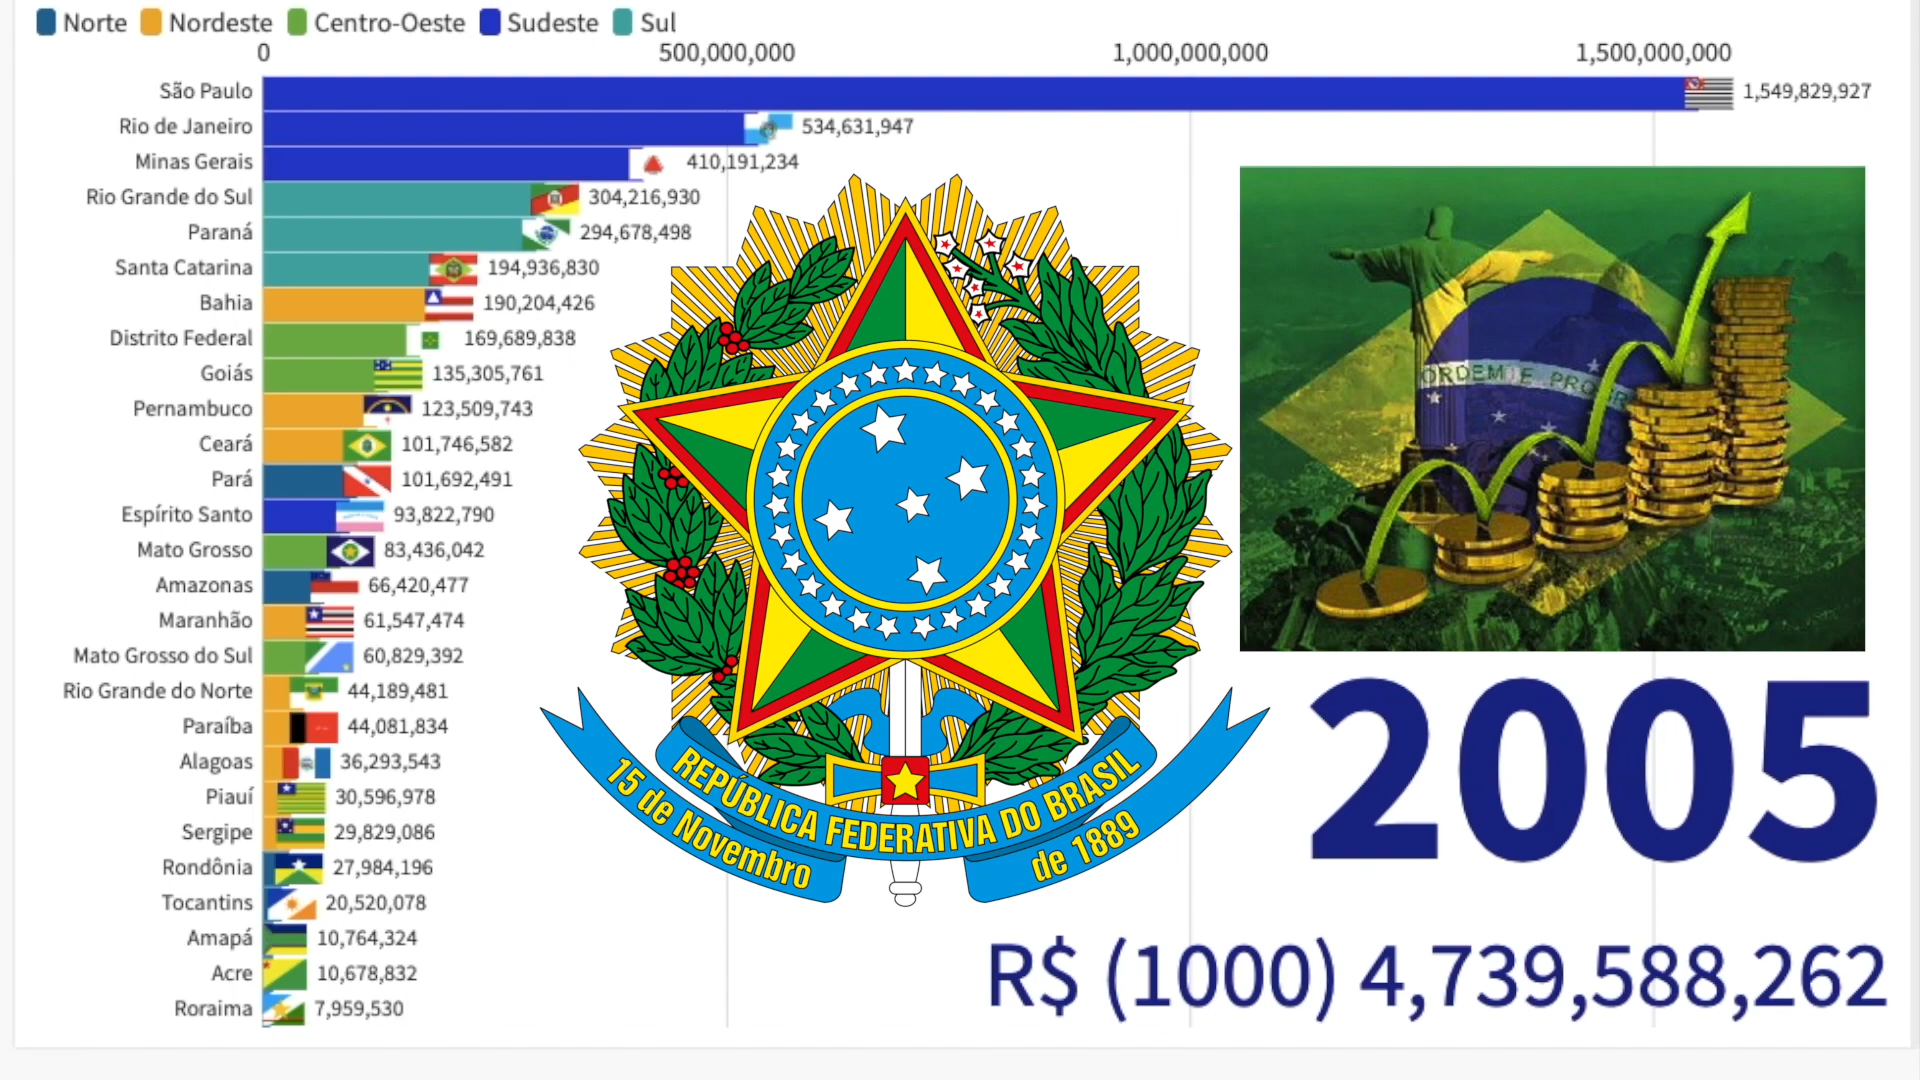 Norte Nordeste Centro-Oeste Sudeste Sul
0 500,000,000 1,000,000,000 1,500,000,000
São Paulo 1,549,829,927
Rio de Janeiro 534,631,947
Minas Gerais 410,191,234
Rio Grande do Sul 304,216,930
Paraná 294,678,498
Santa Catarina 194,936,830
Bahia 190,204,426
Distrito Federal 169,689,838
Goiás 135,305,761
Pernambuco 123,509,743
Ceará 101,746,582
Pará 101,692,491
Espírito Santo 93,822,790
Mato Grosso 83,436,042
Amazonas 66,420,477
Maranhão 61,547,474
Mato Grosso do Sul 60,829,392
Rio Grande do Norte 44,189,481
Paraíba 44,081,834
Alagoas 36,293,543
Piauí 30,596,978
Sergipe 29,829,086
Rondônia 27,984,196
Tocantins 20,520,078
Amapá 10,764,324
Acre 10,678,832
Roraima 7,959,530
REPÚBLICA FEDERATIVA DO BRASIL
15 de Novembro de 1889
ORDEM E
2005
R$ (1000) 4,739,588,262